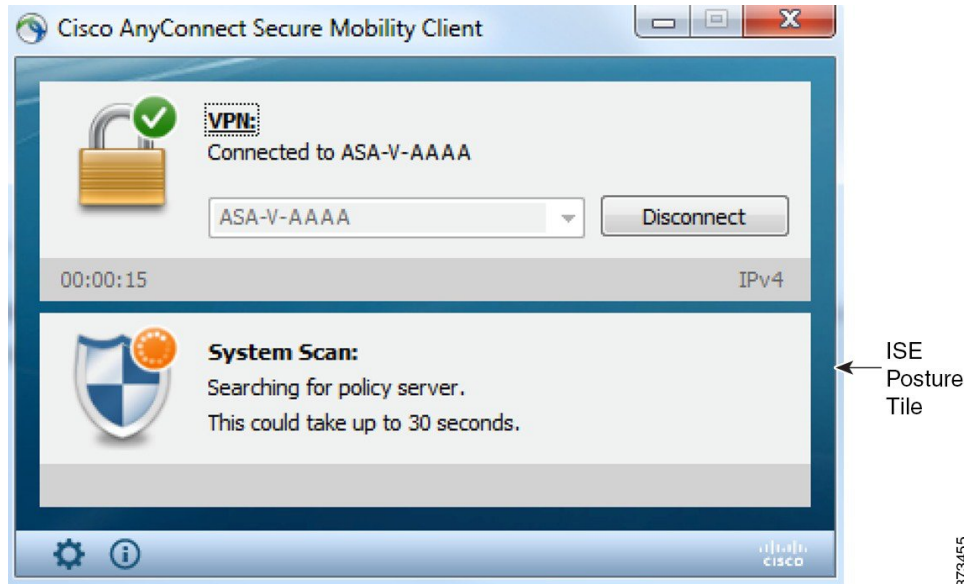 Cisco AnyConnect Secure Mobility Client
VPN:
Connected to ASA-V-AAAA
ASA-V-AAAA
Disconnect
00:00:15
IPv4
System Scan:
Searching for policy server.
This could take up to 30 seconds.
ISE
Posture
Tile
CISCO